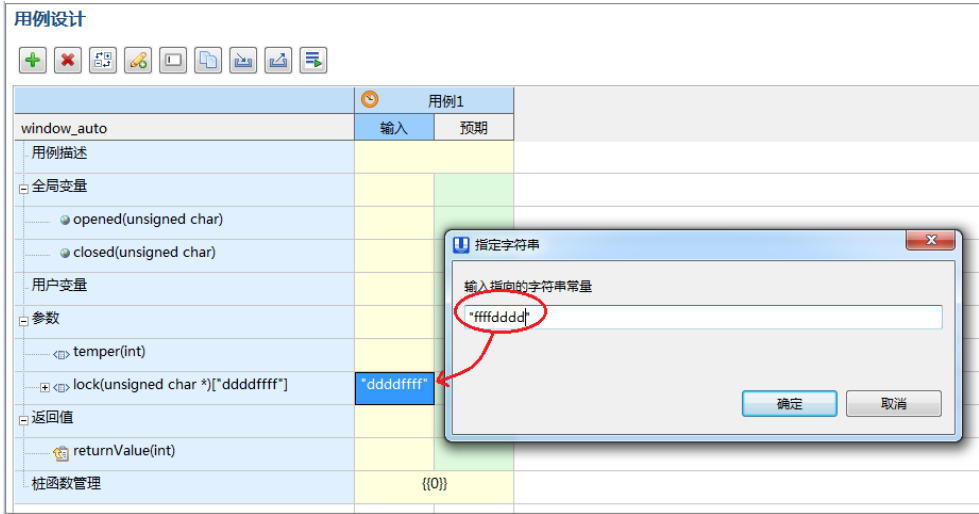 用例设计
用例1
window_auto 输入 预期
用例描述
全局变量
opened(unsigned char)
closed(unsigned char)
用户变量
参数
temper(int)
lock(unsigned char *)["ddddffff"] "ddddffff"
返回值
returnValue(int)
桩函数管理 {{0}}
指定字符串
输入指向的字符串常量
"ffffdddd"
确定 取消